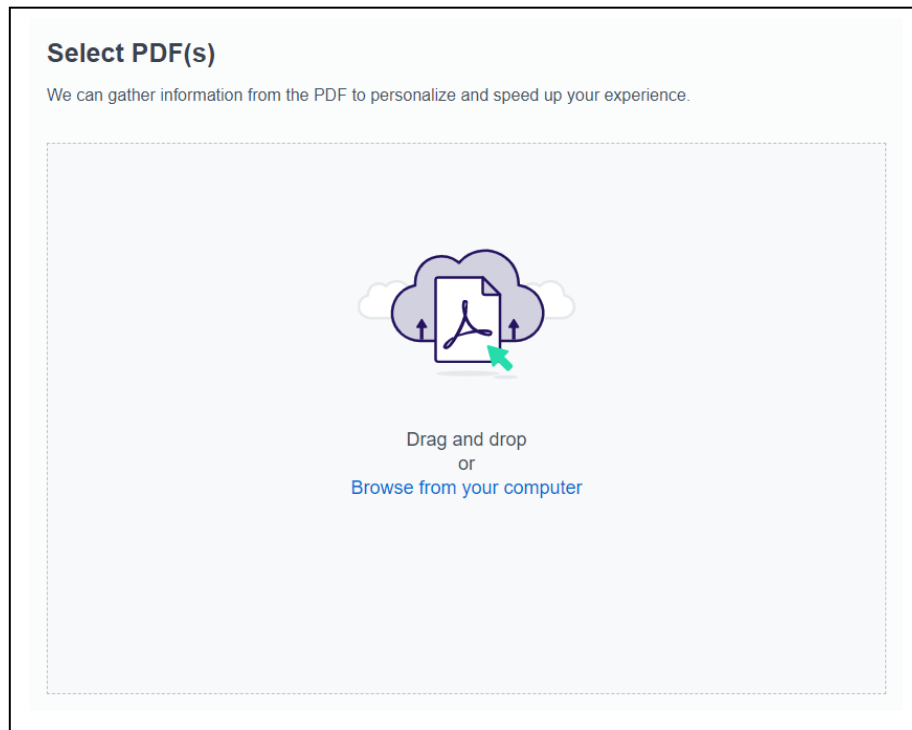 Select PDF(s)
We can gather information from the PDF to personalize and speed up your experience.
Drag and drop
or
Browse from your computer